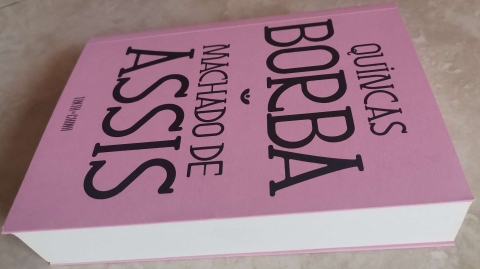 QUINCAS
BORBA
MACHADO DE
ASSIS